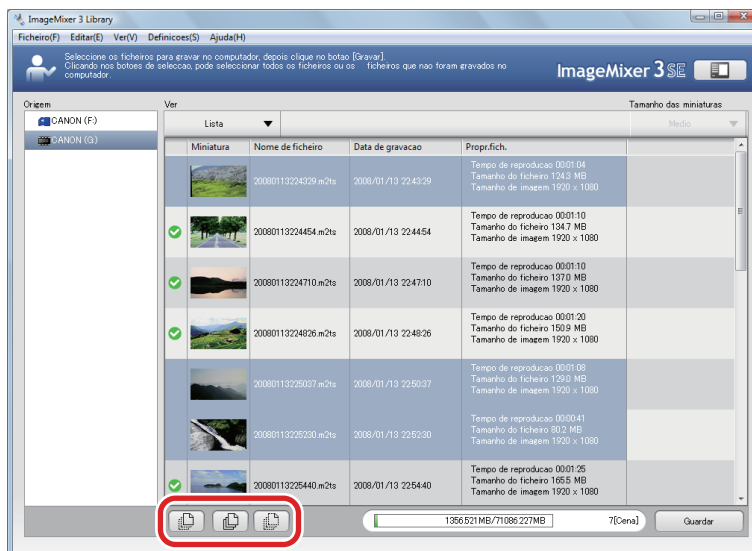 ImageMixer 3 Library
Ficheiro(F) Editar(E) Ver(V) Definicoes(S) Ajuda(H)
Seleccione os ficheiros para gravar no computador, depois clique no botao [Gravar].
Clicando nos botoes de seleccao, pode seleccionar todos os ficheiros ou os ficheiros que nao foram gravados no
computador.
ImageMixer 3 SE
Origem
Ver
Tamanho das miniaturas
CANON (F:)
CANON (G:)
Lista
Medio
Miniatura Nome de ficheiro Data de gravacao Propr.fich.
20080113224329.m2ts 2008/01/13 22:43:29
Tempo de reproducao 00:01:04
Tamanho do ficheiro 124.3 MB
Tamanho de imagem 1920 x 1080
20080113224454.m2ts 2008/01/13 22:44:54
Tempo de reproducao 00:01:10
Tamanho do ficheiro 134.7 MB
Tamanho de imagem 1920 x 1080
20080113224710.m2ts 2008/01/13 22:47:10
Tempo de reproducao 00:01:10
Tamanho do ficheiro 137.0 MB
Tamanho de imagem 1920 x 1080
20080113224826.m2ts 2008/01/13 22:48:26
Tempo de reproducao 00:01:20
Tamanho do ficheiro 150.9 MB
Tamanho de imagem 1920 x 1080
20080113225037.m2ts 2008/01/13 22:50:37
Tempo de reproducao 00:01:08
Tamanho do ficheiro 129.0 MB
Tamanho de imagem 1920 x 1080
20080113225230.m2ts 2008/01/13 22:52:30
Tempo de reproducao 00:00:41
Tamanho do ficheiro 80.2 MB
Tamanho de imagem 1920 x 1080
20080113225440.m2ts 2008/01/13 22:54:40
Tempo de reproducao 00:01:25
Tamanho do ficheiro 165.5 MB
Tamanho de imagem 1920 x 1080
1356.521MB/71086.227MB
7[Cena]
Guardar